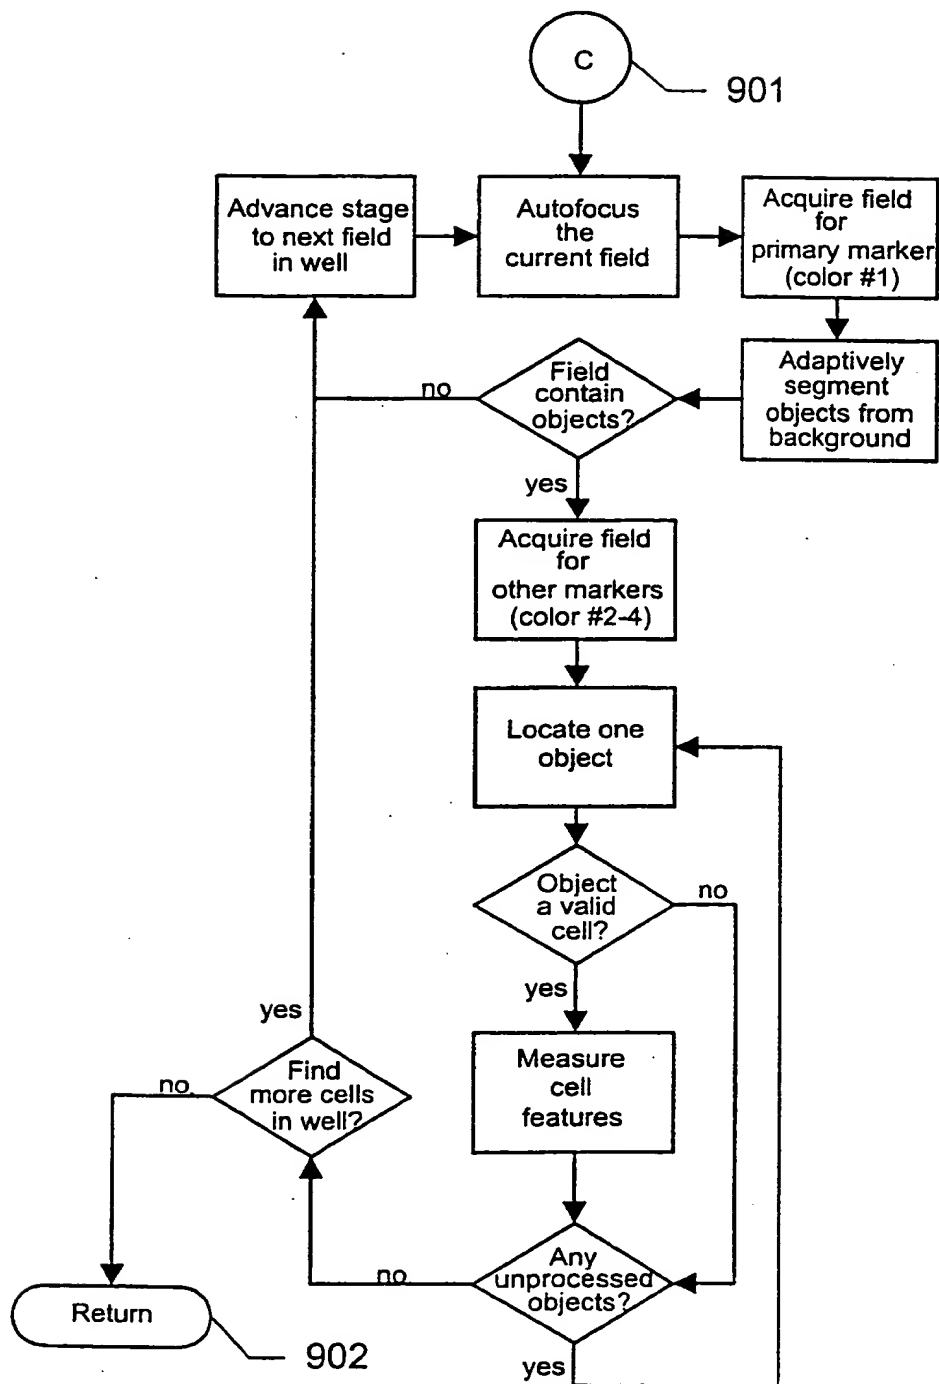 C
901
Advance stage
to next field
in well
Autofocus
the
current field
Acquire field
for
primary marker
(color #1)
Adaptively
segment
objects from
background
Field
contain
objects?
no
yes
Acquire field
for
other markers
(color #2-4)
Locate one
object
Object
a valid
cell?
no
yes
Measure
cell
features
yes
Find
more cells
in well?
no
Any
unprocessed
objects?
no
yes
Return
902